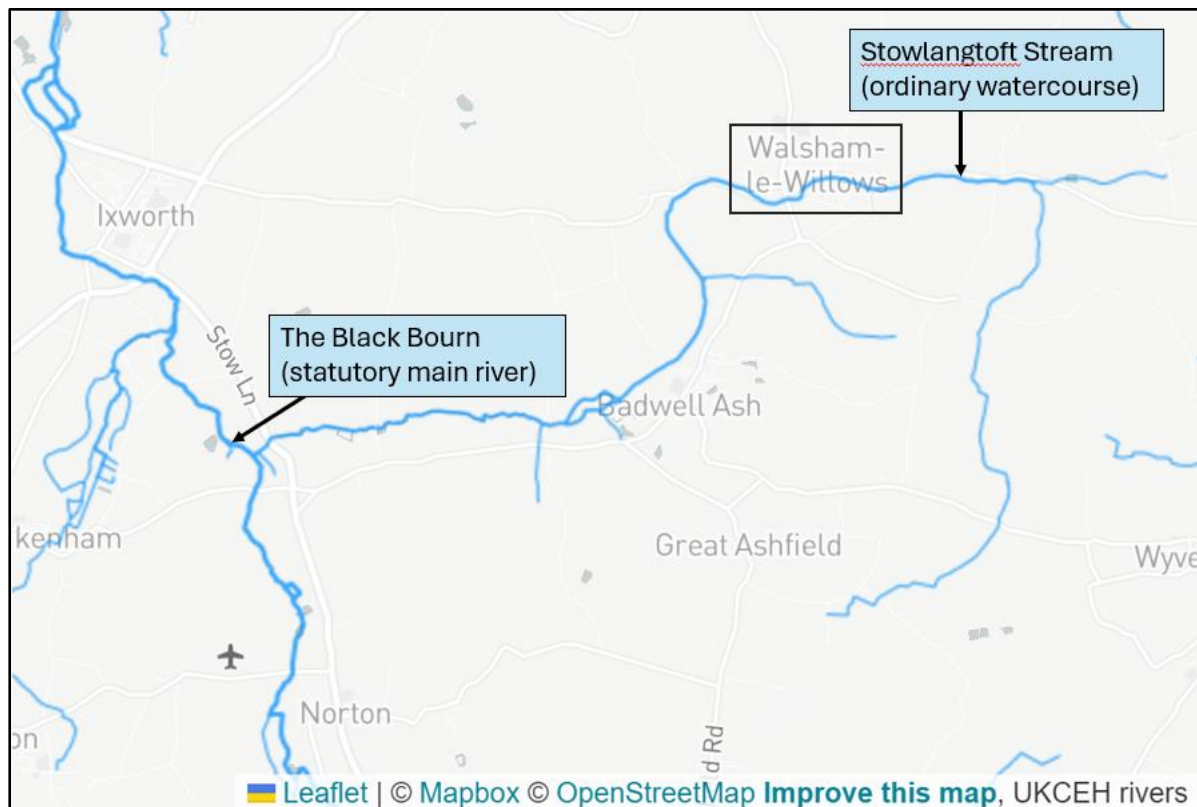 Stowlangtoft Stream
(ordinary watercourse)
Walsham-
le-Willows
Ixworth
The Black Bourn
(statutory main river)
Stow Ln
Badwell Ash
kenham
Great Ashfield
Wyve
Norton
on
d Rd
Leaflet | © Mapbox © OpenStreetMap Improve this map, UKCEH rivers